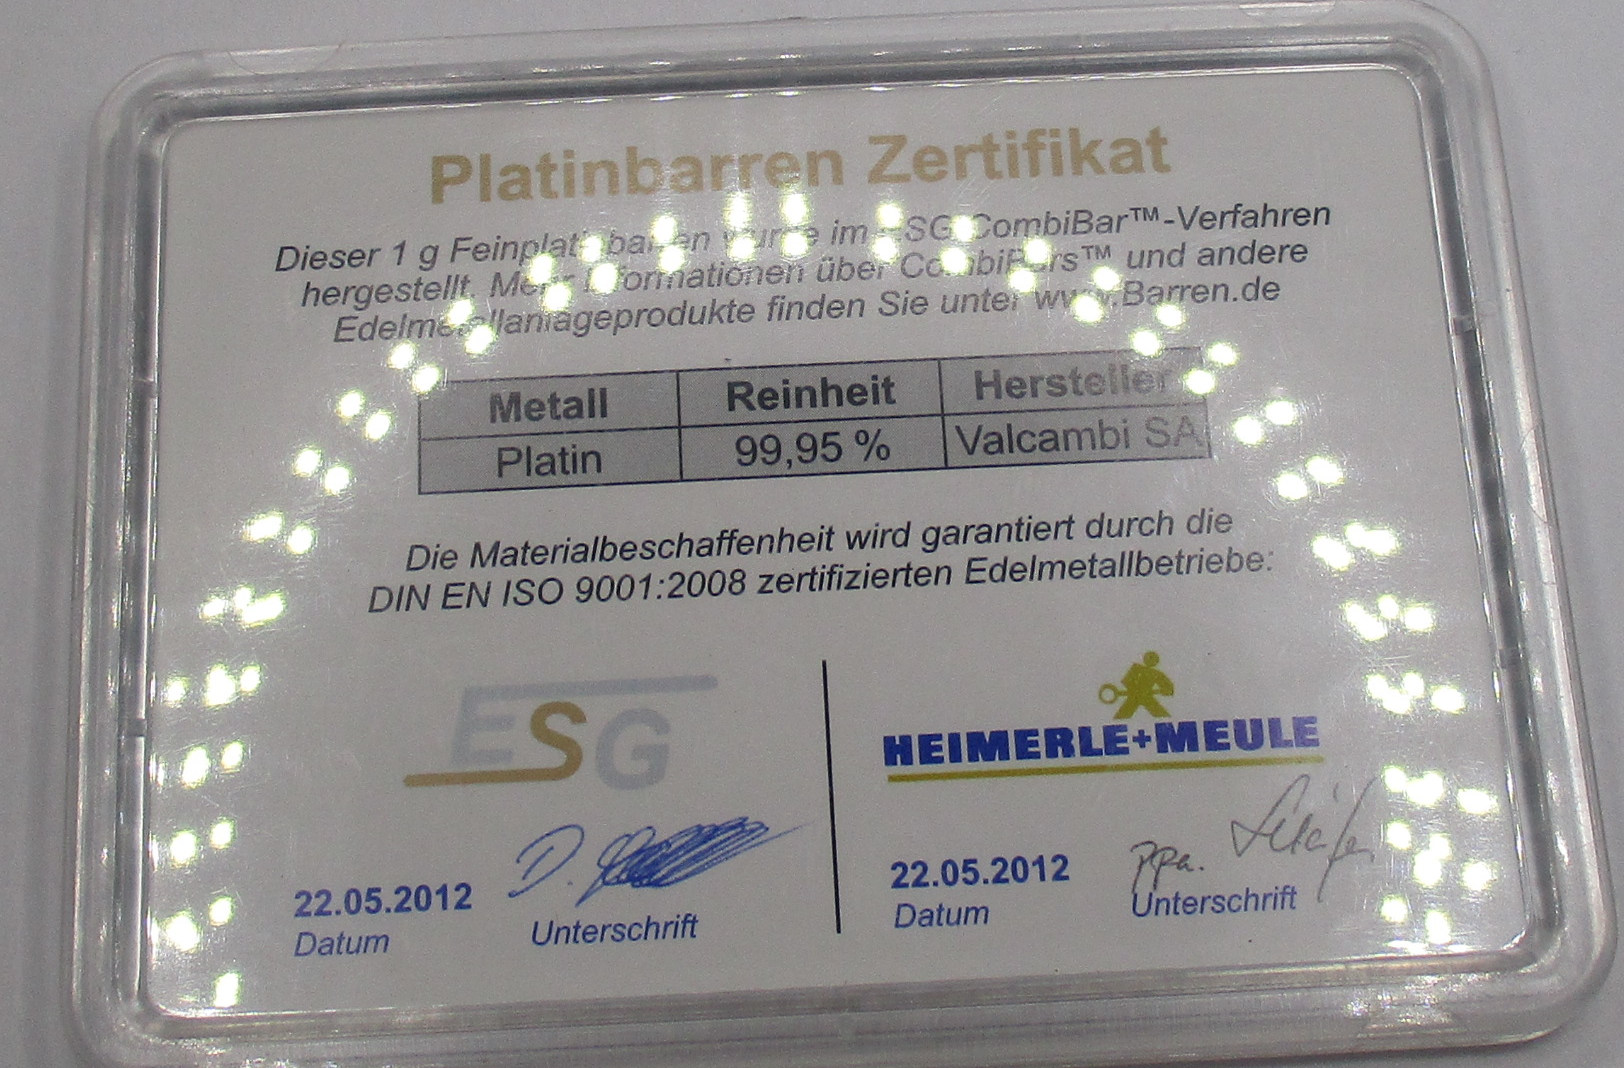 Platinbarren Zertifikat
Dieser 1 g Feinplatinbarren wurde im ESG CombiBar™-Verfahren
hergestellt. Mehr Informationen über CombiBars™ und andere
Edelmetallanlageprodukte finden Sie unter www.Barren.de
Metall Reinheit Hersteller
Platin 99,95 % Valcambi SA
Die Materialbeschaffenheit wird garantiert durch die
DIN EN ISO 9001:2008 zertifizierten Edelmetallbetriebe:
ESG
HEIMERLE+MEULE
22.05.2012
Datum
D.
Unterschrift
22.05.2012
Datum
ppa.
Unterschrift